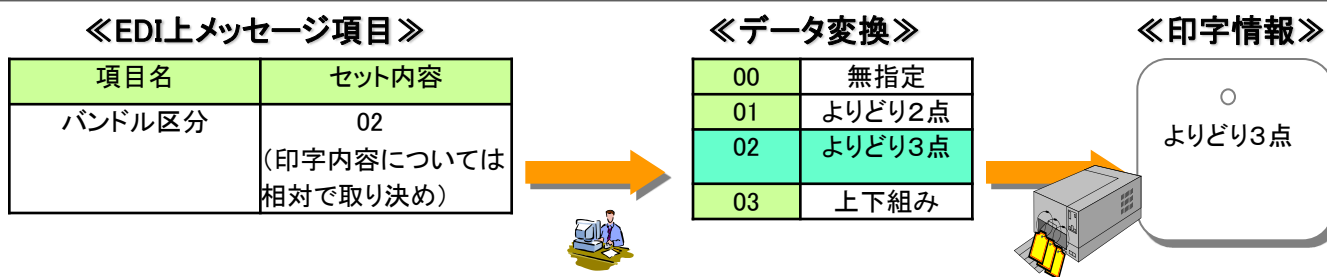 ≪EDI上メッセージ項目≫
項目名 セット内容
バンドル区分 02
(印字内容については
相対で取り決め)
≪データ変換≫
00 無指定
01 よりどり2点
02 よりどり3点
03 上下組み
≪印字情報≫
よりどり3点